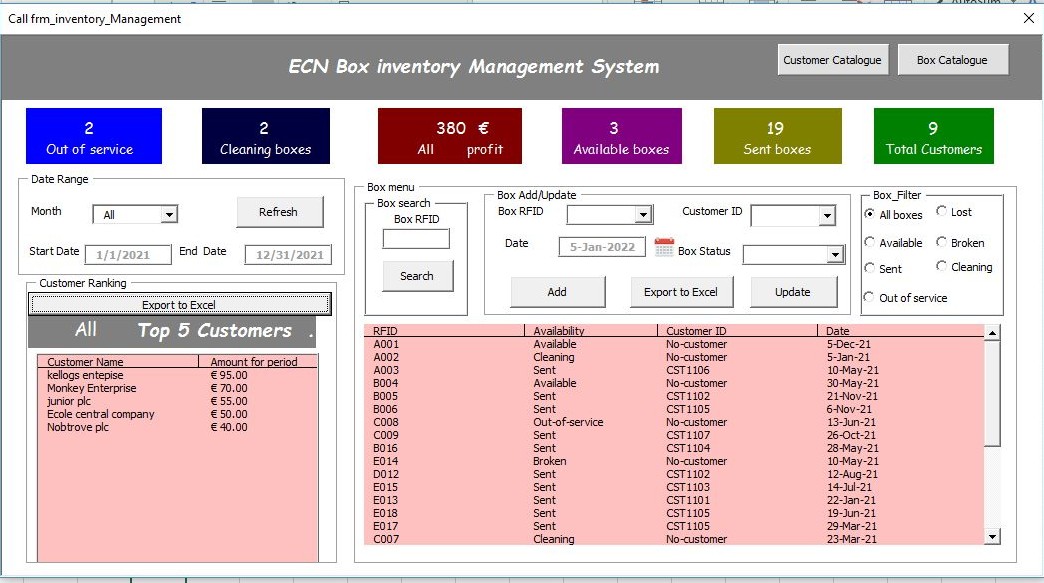 AutoSum
Call frm_inventory_Management
ECN Box inventory Management System
Customer Catalogue
Box Catalogue
2
Out of service
2
Cleaning boxes
380 €
All profit
3
Available boxes
19
Sent boxes
9
Total Customers
Date Range
Month All Refresh
Start Date 1/1/2021 End Date 12/31/2021
Customer Ranking
Export to Excel
All Top 5 Customers .
Customer Name Amount for period
kellogs entepise € 95.00
Monkey Enterprise € 70.00
junior plc € 55.00
Ecole central company € 50.00
Nobtrove plc € 40.00
Box menu
Box search
Box RFID
Search
Box Add/Update
Box RFID Customer ID
Date 5-Jan-2022 Box Status
Add Export to Excel Update
Box_Filter
All boxes Lost
Available Broken
Sent Cleaning
Out of service
RFID Availability Customer ID Date
A001 Available No-customer 5-Dec-21
A002 Cleaning No-customer 5-Jan-21
A003 Sent CST1106 10-May-21
B004 Available No-customer 30-May-21
B005 Sent CST1102 21-Nov-21
B006 Sent CST1105 6-Nov-21
C008 Out-of-service No-customer 13-Jun-21
C009 Sent CST1107 26-Oct-21
B016 Sent CST1104 28-May-21
E014 Broken No-customer 10-May-21
D012 Sent CST1102 12-Aug-21
E015 Sent CST1103 14-Jul-21
E013 Sent CST1101 22-Jan-21
E018 Sent CST1105 19-Jun-21
E017 Sent CST1105 29-Mar-21
C007 Cleaning No-customer 23-Mar-21